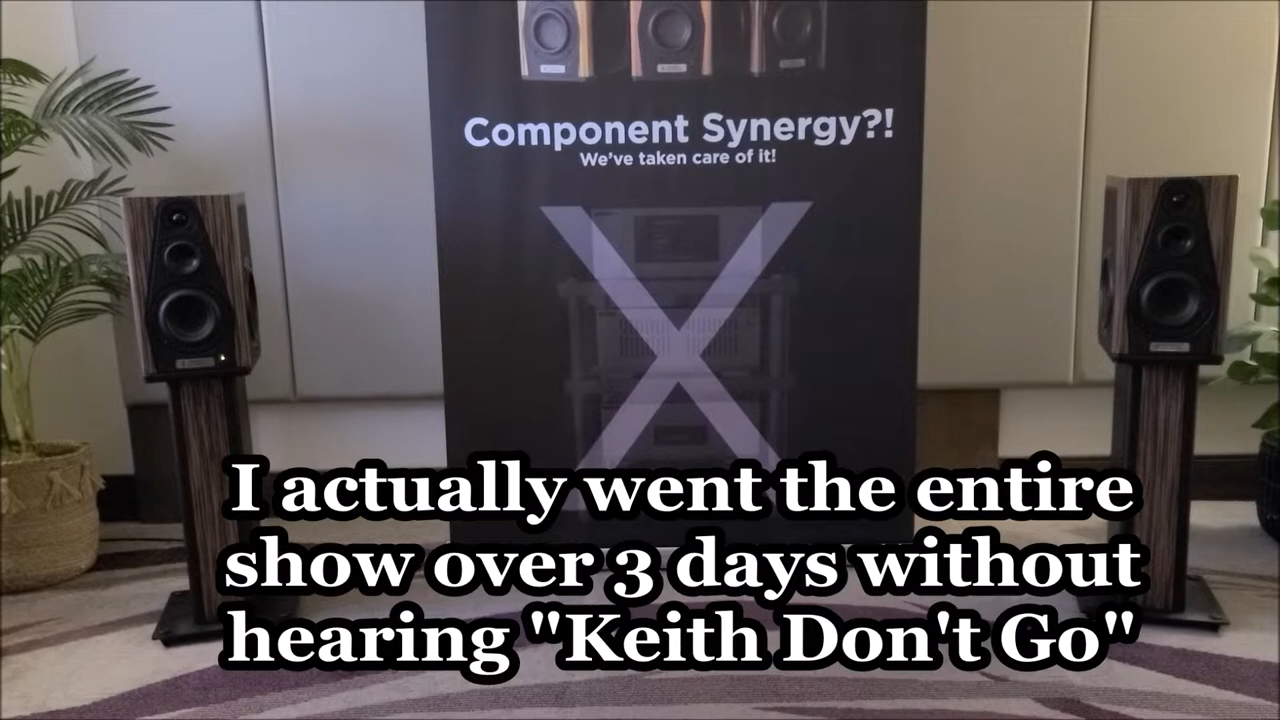 Component Synergy?!
We've taken care of it!
I actually went the entire
show over 3 days without
hearing "Keith Don't Go"